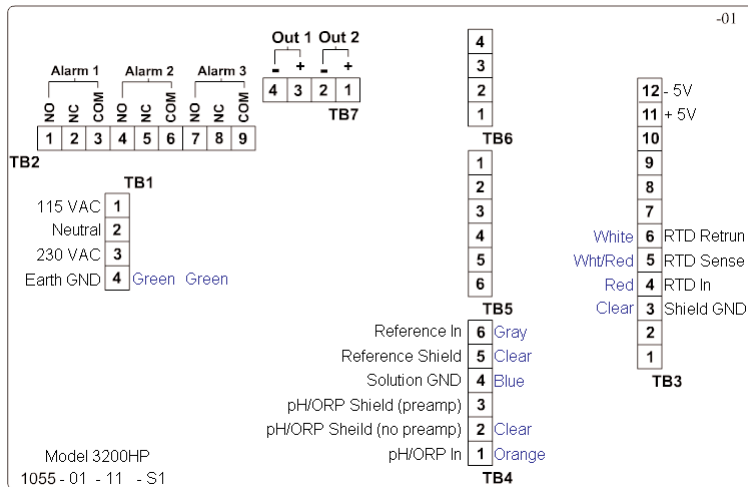 -01
Out 1 Out 2
- + - +
4 3 2 1
TB7
Alarm 1 Alarm 2 Alarm 3
NO NC COM NO NC COM NO NC COM
1 2 3 4 5 6 7 8 9
TB2
TB1
115 VAC 1
Neutral 2
230 VAC 3
Earth GND 4 Green Green
4
3
2
1
TB6
1
2
3
4
5
6
TB5
Reference In 6 Gray
Reference Shield 5 Clear
Solution GND 4 Blue
pH/ORP Shield (preamp) 3
pH/ORP Sheild (no preamp) 2 Clear
pH/ORP In 1 Orange
TB4
12 - 5V
11 + 5V
10
9
8
7
White 6 RTD Retrun
Wht/Red 5 RTD Sense
Red 4 RTD In
Clear 3 Shield GND
2
1
TB3
Model 3200HP
1055 - 01 - 11 - S1